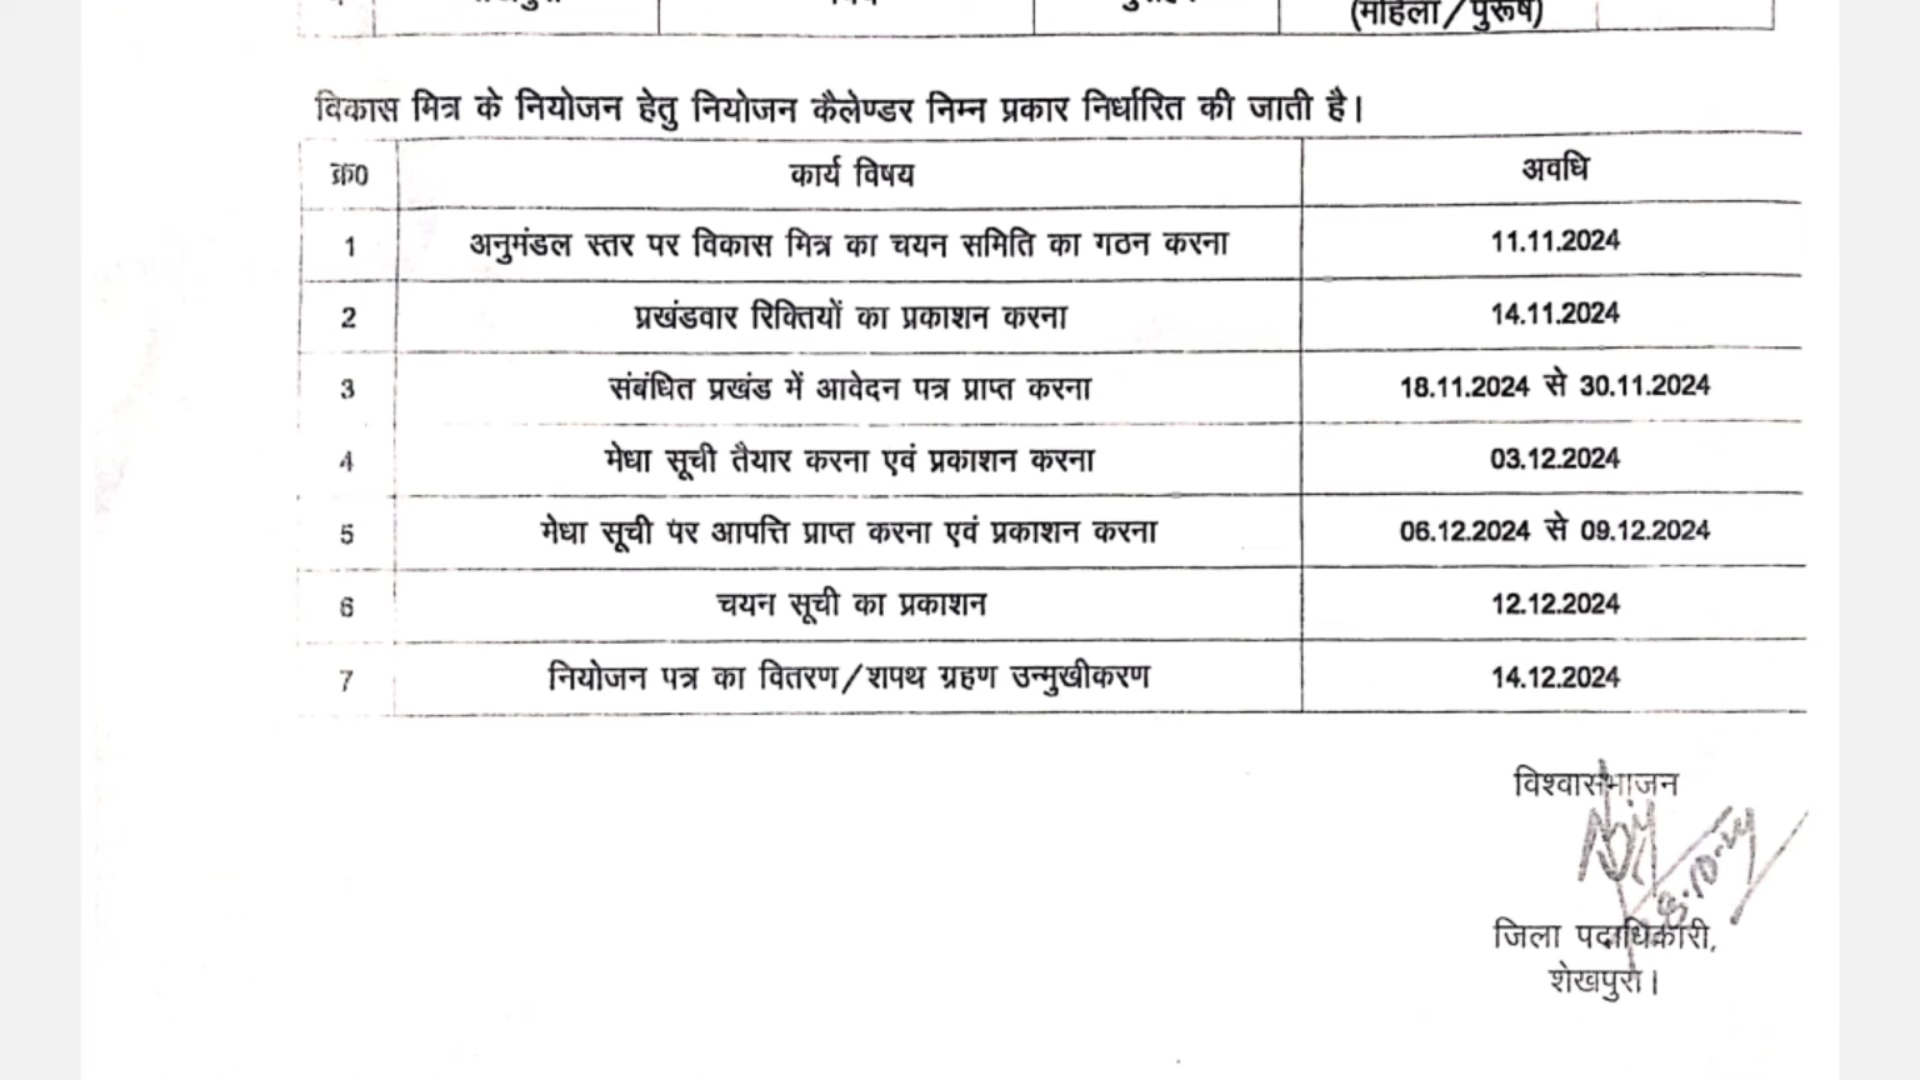 (महिला/पुरूष)
विकास मित्र के नियोजन हेतु नियोजन कैलेण्डर निम्न प्रकार निर्धारित की जाती है।
क्र0 कार्य विषय अवधि
1 अनुमंडल स्तर पर विकास मित्र का चयन समिति का गठन करना 11.11.2024
2 प्रखंडवार रिक्तियों का प्रकाशन करना 14.11.2024
3 संबंधित प्रखंड में आवेदन पत्र प्राप्त करना 18.11.2024 से 30.11.2024
4 मेधा सूची तैयार करना एवं प्रकाशन करना 03.12.2024
5 मेधा सूची पर आपत्ति प्राप्त करना एवं प्रकाशन करना 06.12.2024 से 09.12.2024
6 चयन सूची का प्रकाशन 12.12.2024
7 नियोजन पत्र का वितरण/शपथ ग्रहण उन्मुखीकरण 14.12.2024
विश्वासभाजन
जिला पदाधिकारी,
शेखपुरा।